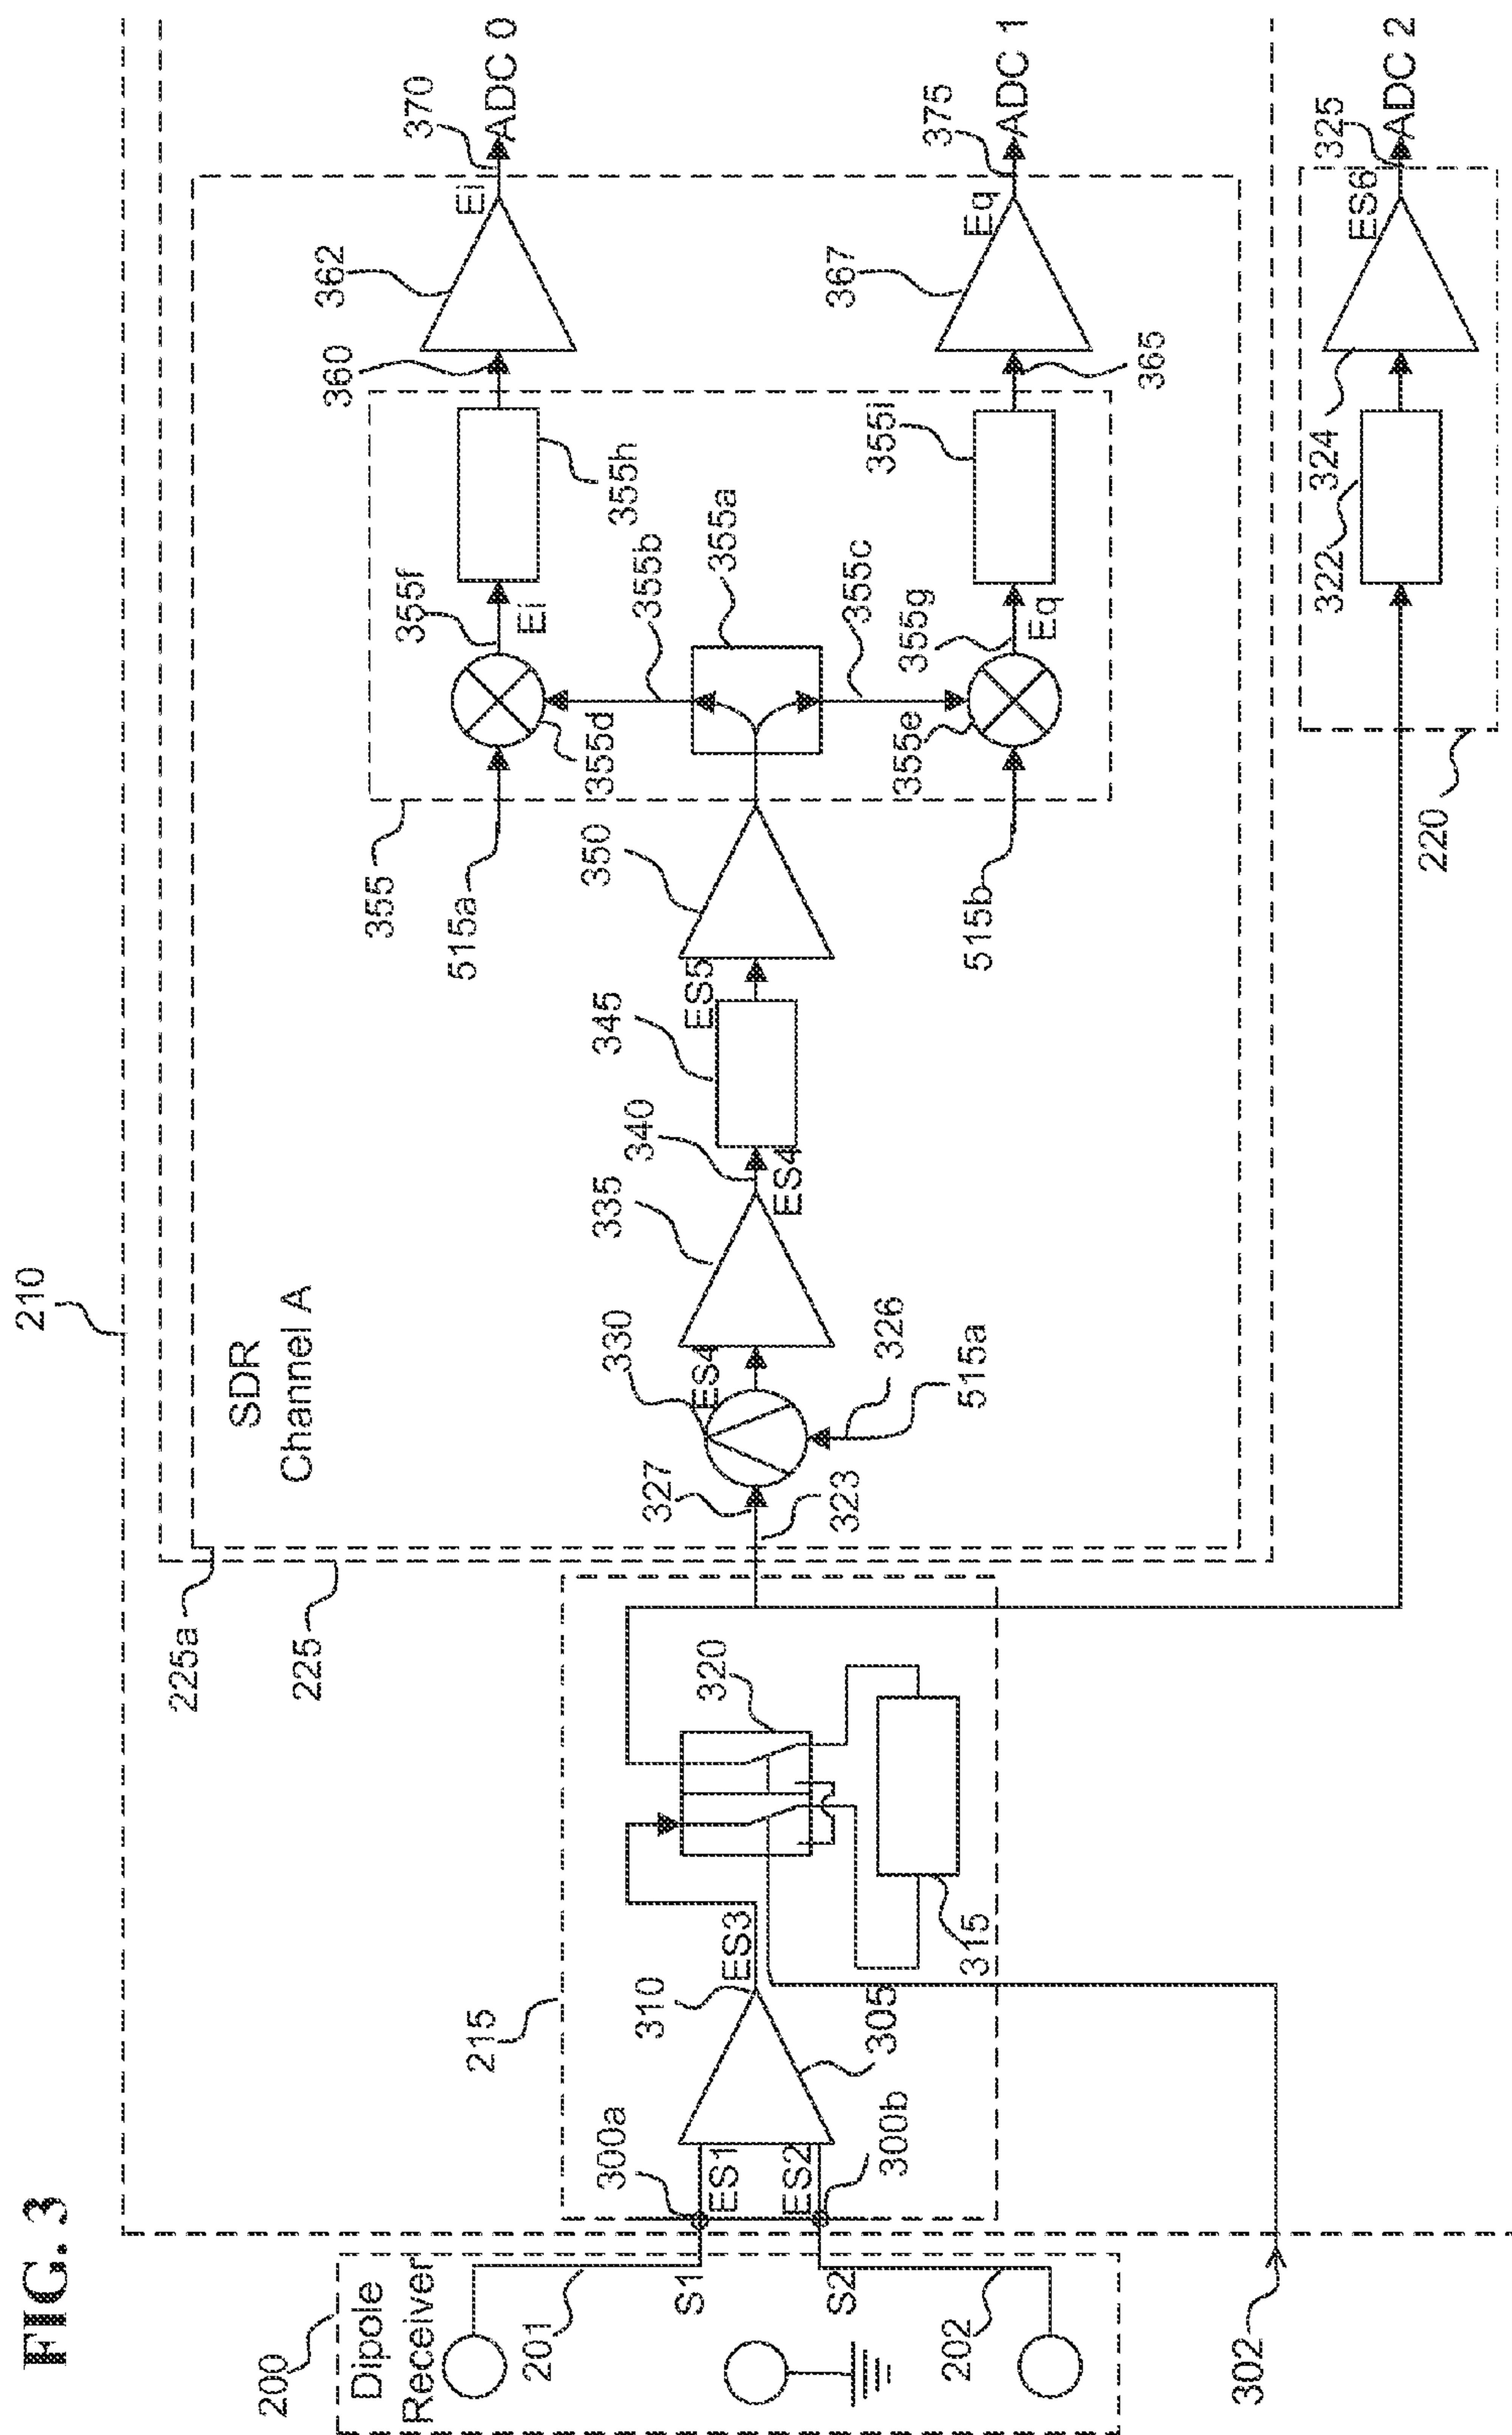 FIG. 3
210
225a
225
SDR
Channel A
215
200
Dipole
Receiver
201
S1
S2
202
302
300a
ES1
ES2
300b
310
305
ES3
315
320
327
323
330
ES4
326
515a
335
340
ES4
345
ES5
350
355
515a
515b
355d
355e
355f
Ei
355b
355a
355c
355g
Eq
355h
355i
360
365
362
367
Ei
370
ADC 0
Eq
375
ADC 1
220
322
324
ES6
325
ADC 2